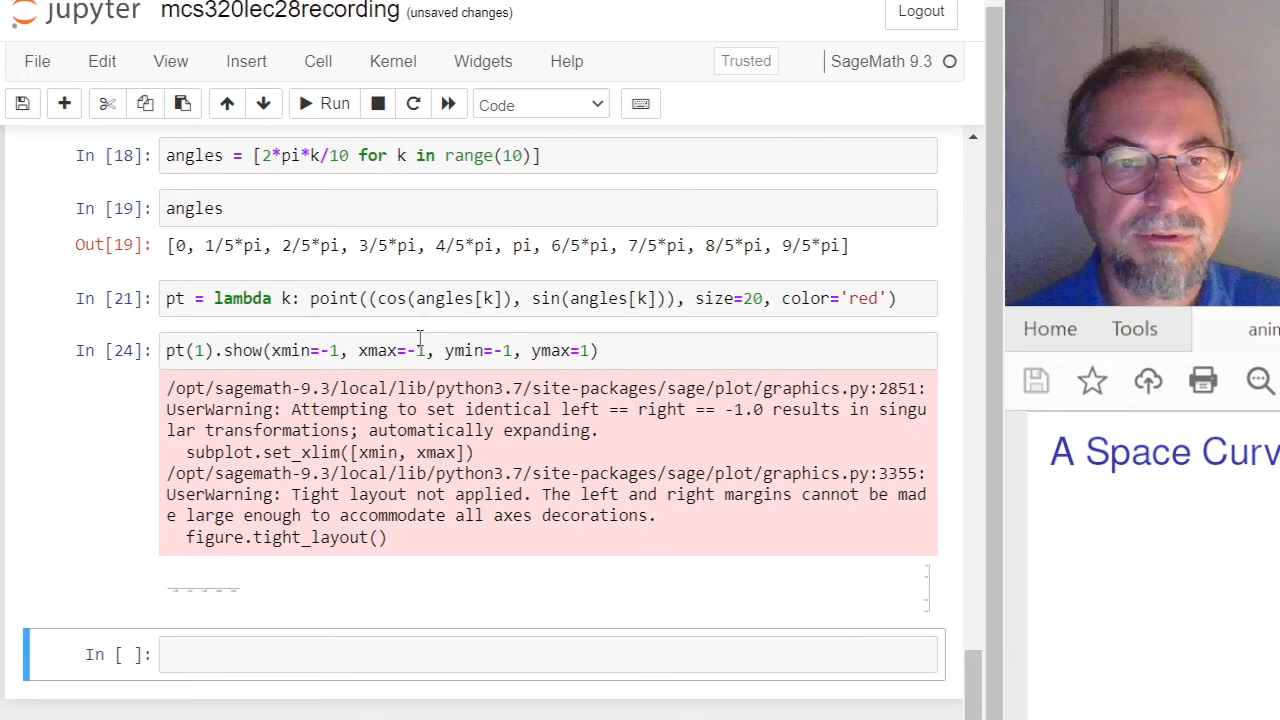 jupyter mcs320lec28recording (unsaved changes) Logout
File Edit View Insert Cell Kernel Widgets Help Trusted SageMath 9.3
Run Code
In [18]: angles = [2*pi*k/10 for k in range(10)]
In [19]: angles
Out[19]: [0, 1/5*pi, 2/5*pi, 3/5*pi, 4/5*pi, pi, 6/5*pi, 7/5*pi, 8/5*pi, 9/5*pi]
In [21]: pt = lambda k: point((cos(angles[k]), sin(angles[k])), size=20, color='red')
In [24]: pt(1).show(xmin=-1, xmax=-1, ymin=-1, ymax=1)
/opt/sagemath-9.3/local/lib/python3.7/site-packages/sage/plot/graphics.py:2851:
UserWarning: Attempting to set identical left == right == -1.0 results in singu
lar transformations; automatically expanding.
subplot.set_xlim([xmin, xmax])
/opt/sagemath-9.3/local/lib/python3.7/site-packages/sage/plot/graphics.py:3355:
UserWarning: Tight layout not applied. The left and right margins cannot be mad
e large enough to accommodate all axes decorations.
figure.tight_layout()
In [ ]:
Home Tools anim
A Space Curv